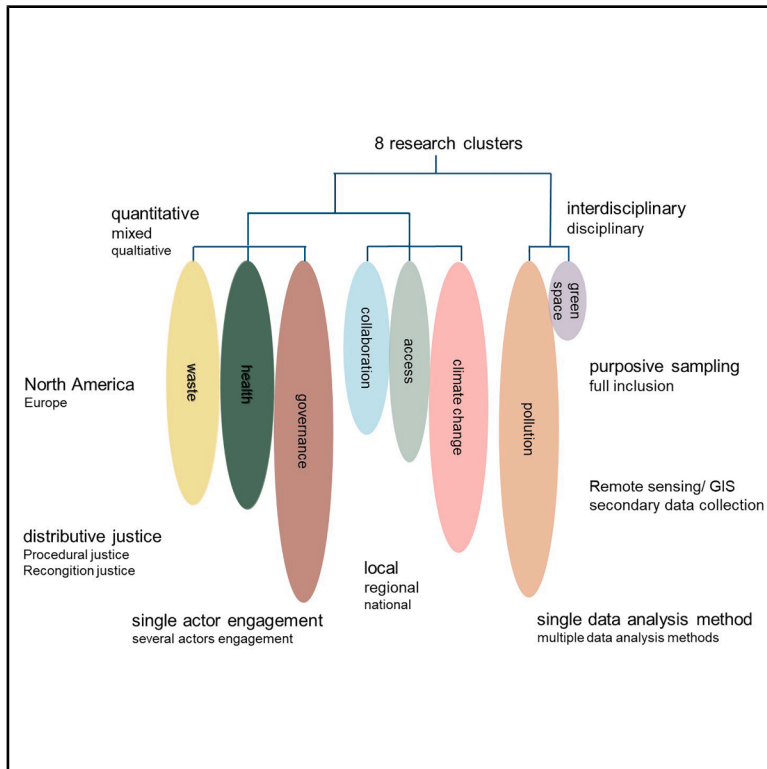 8 research clusters
quantitative
mixed
qualtiative
interdisciplinary
disciplinary
waste
health
governance
collaboration
access
climate change
pollution
green
space
North America
Europe
purposive sampling
full inclusion
Remote sensing/ GIS
secondary data collection
distributive justice
Procedural justice
Recongition justice
local
regional
national
single actor engagement
several actors engagement
single data analysis method
multiple data analysis methods